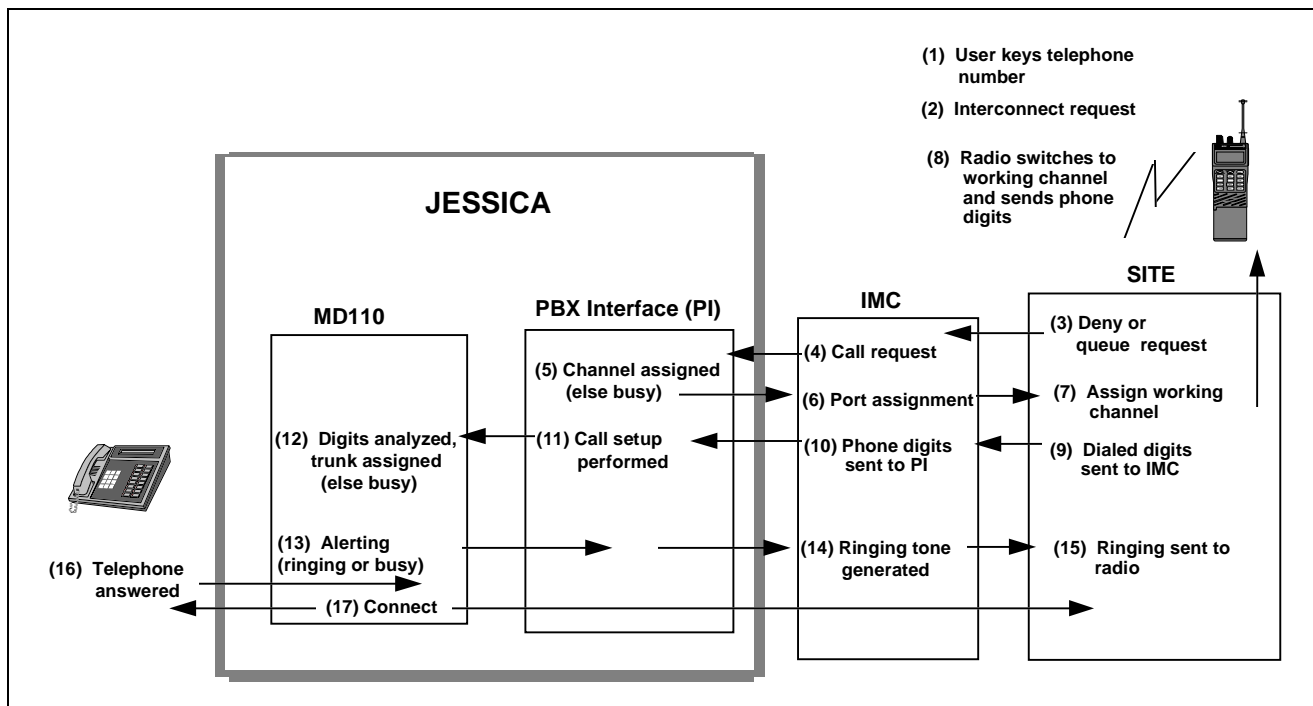 (1) User keys telephone
number
(2) Interconnect request
(8) Radio switches to
working channel
and sends phone
digits
JESSICA
SITE
IMC
PBX Interface (PI)
MD110
(3) Deny or
queue request
(4) Call request
(5) Channel assigned
(else busy)
(6) Port assignment
(7) Assign working
channel
(12) Digits analyzed,
trunk assigned
(else busy)
(11) Call setup
performed
(10) Phone digits
sent to PI
(9) Dialed digits
sent to IMC
(13) Alerting
(ringing or busy)
(14) Ringing tone
generated
(15) Ringing sent to
radio
(16) Telephone
answered
(17) Connect